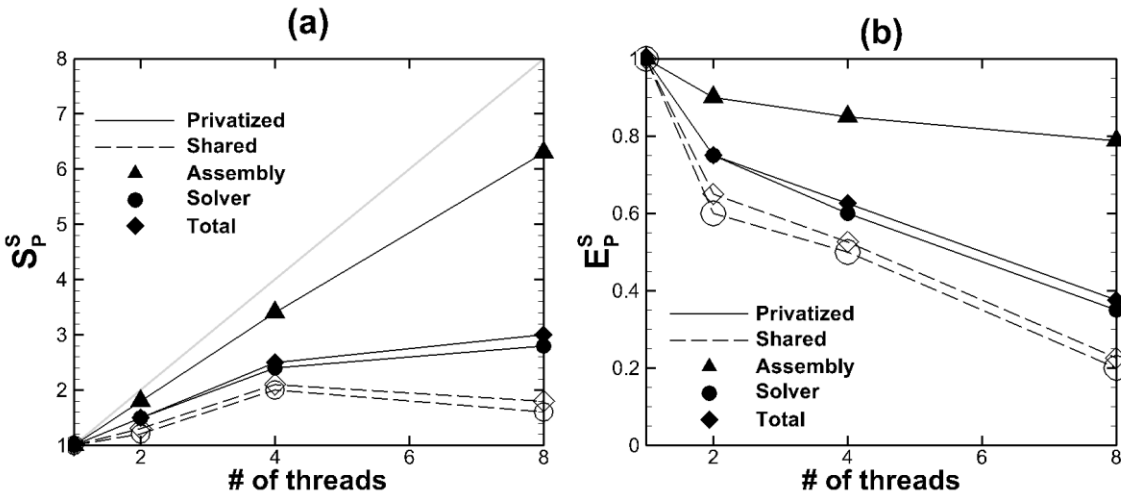 (a)
8
7
6
5
4
3
2
1
2
4
6
8
S_P^S
# of threads
Privatized
Shared
Assembly
Solver
Total
(b)
1
0.8
0.6
0.4
0.2
0
2
4
6
8
E_P^S
# of threads
Privatized
Shared
Assembly
Solver
Total